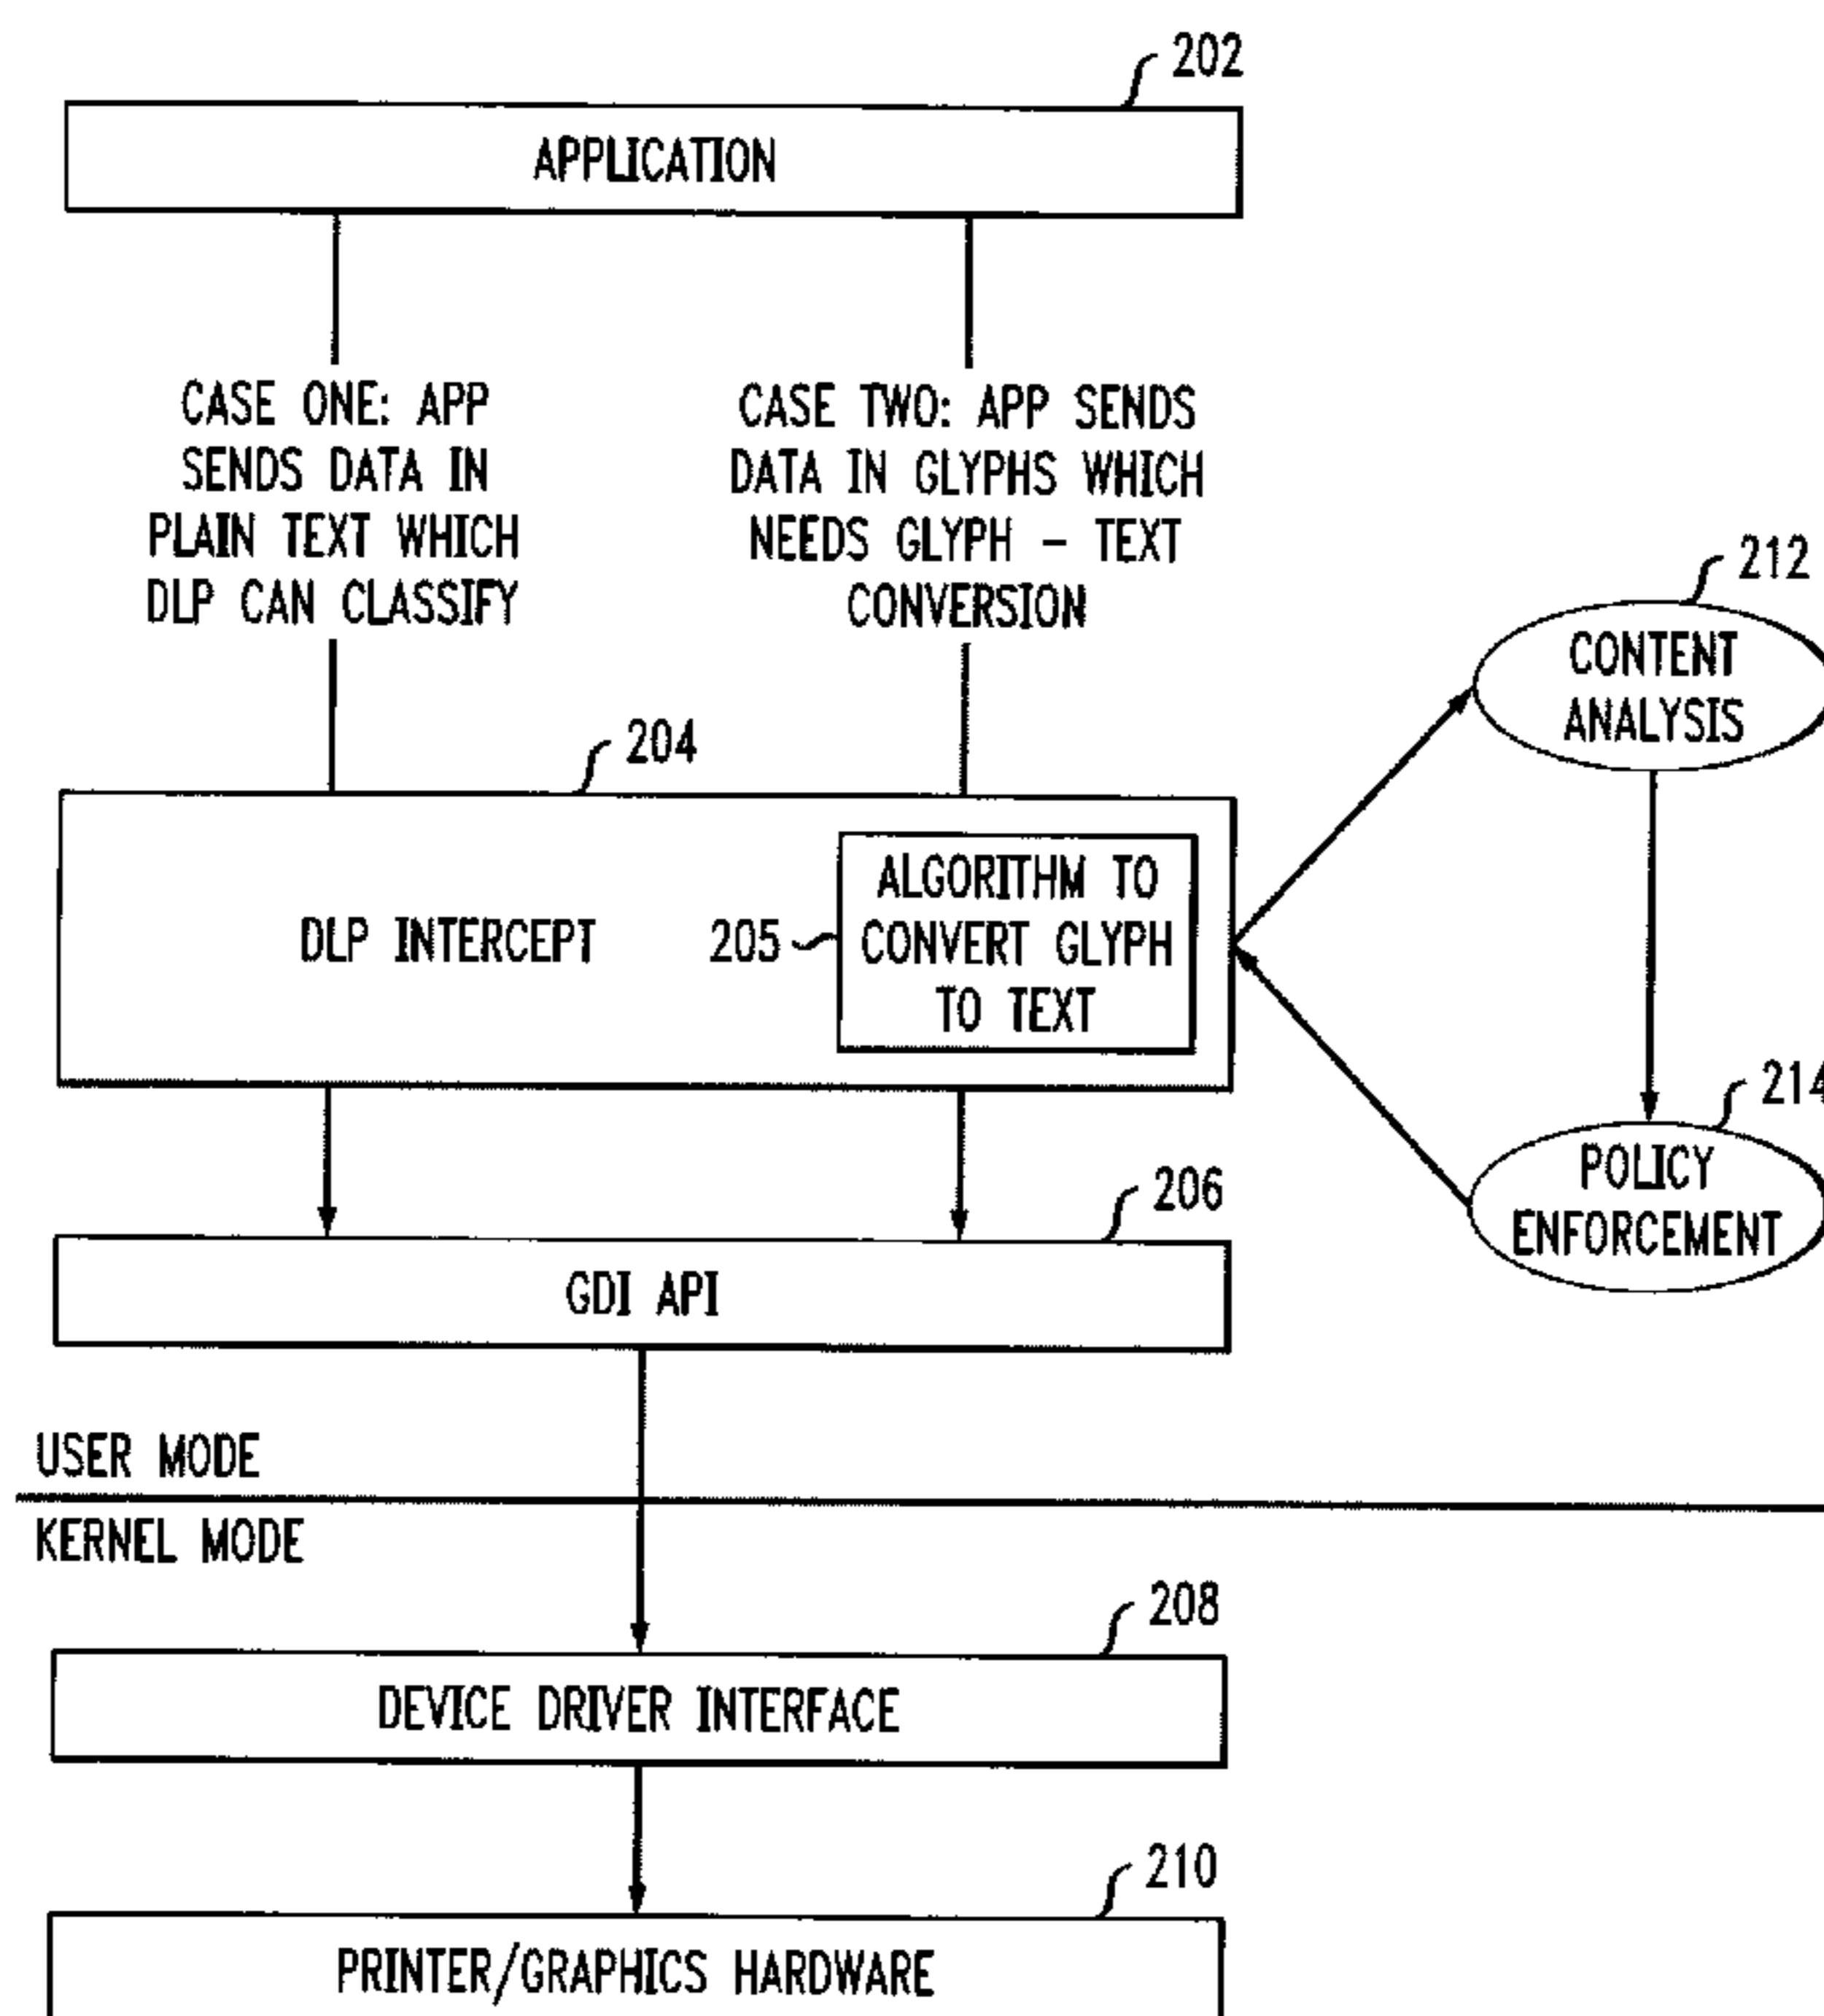 202
APPLICATION
CASE ONE: APP
SENDS DATA IN
PLAIN TEXT WHICH
DLP CAN CLASSIFY
CASE TWO: APP SENDS
DATA IN GLYPHS WHICH
NEEDS GLYPH - TEXT
CONVERSION
212
CONTENT
ANALYSIS
204
DLP INTERCEPT
205
ALGORITHM TO
CONVERT GLYPH
TO TEXT
214
POLICY
ENFORCEMENT
206
GDI API
USER MODE
KERNEL MODE
208
DEVICE DRIVER INTERFACE
210
PRINTER/GRAPHICS HARDWARE